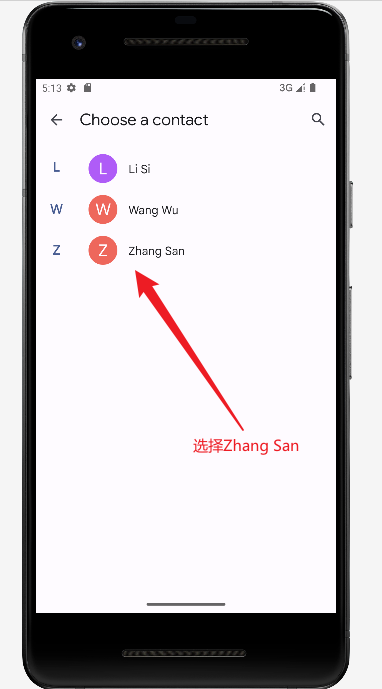 5:13
3G
Choose a contact
L
L
Li Si
W
W
Wang Wu
Z
Z
Zhang San
选择Zhang San